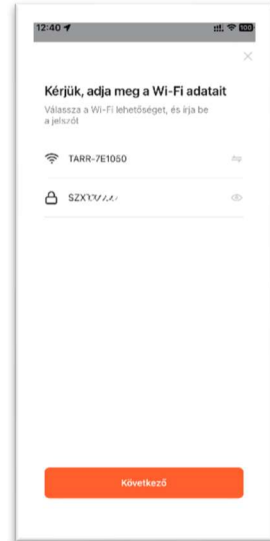 12:40
100
Kérjük, adja meg a Wi-Fi adatait
Válassza a Wi-Fi lehetőséget, és írja be
a jelszót
TARR-7E1050
Következő